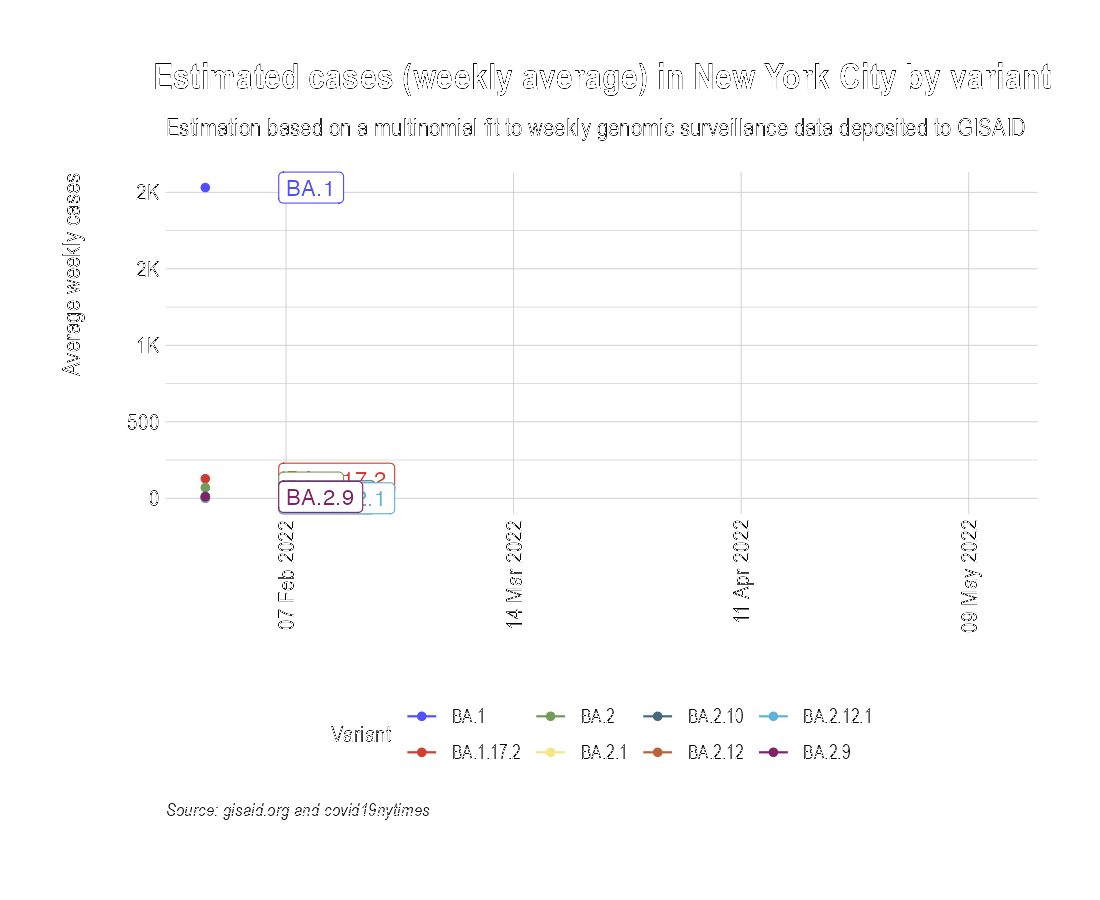 Estimated cases (weekly average) in New York City by variant
Estimation based on a multinomial fit to weekly genomic surveillance data deposited to GISAID
Average weekly cases
2K
2K
1K
500
0
BA.1
17.2
BA.2.9
2.1
07 Feb 2022
14 Mar 2022
11 Apr 2022
09 May 2022
Variant
BA.1
BA.2
BA.2.10
BA.2.12.1
BA.1.17.2
BA.2.1
BA.2.12
BA.2.9
Source: gisaid.org and covid19nytimes